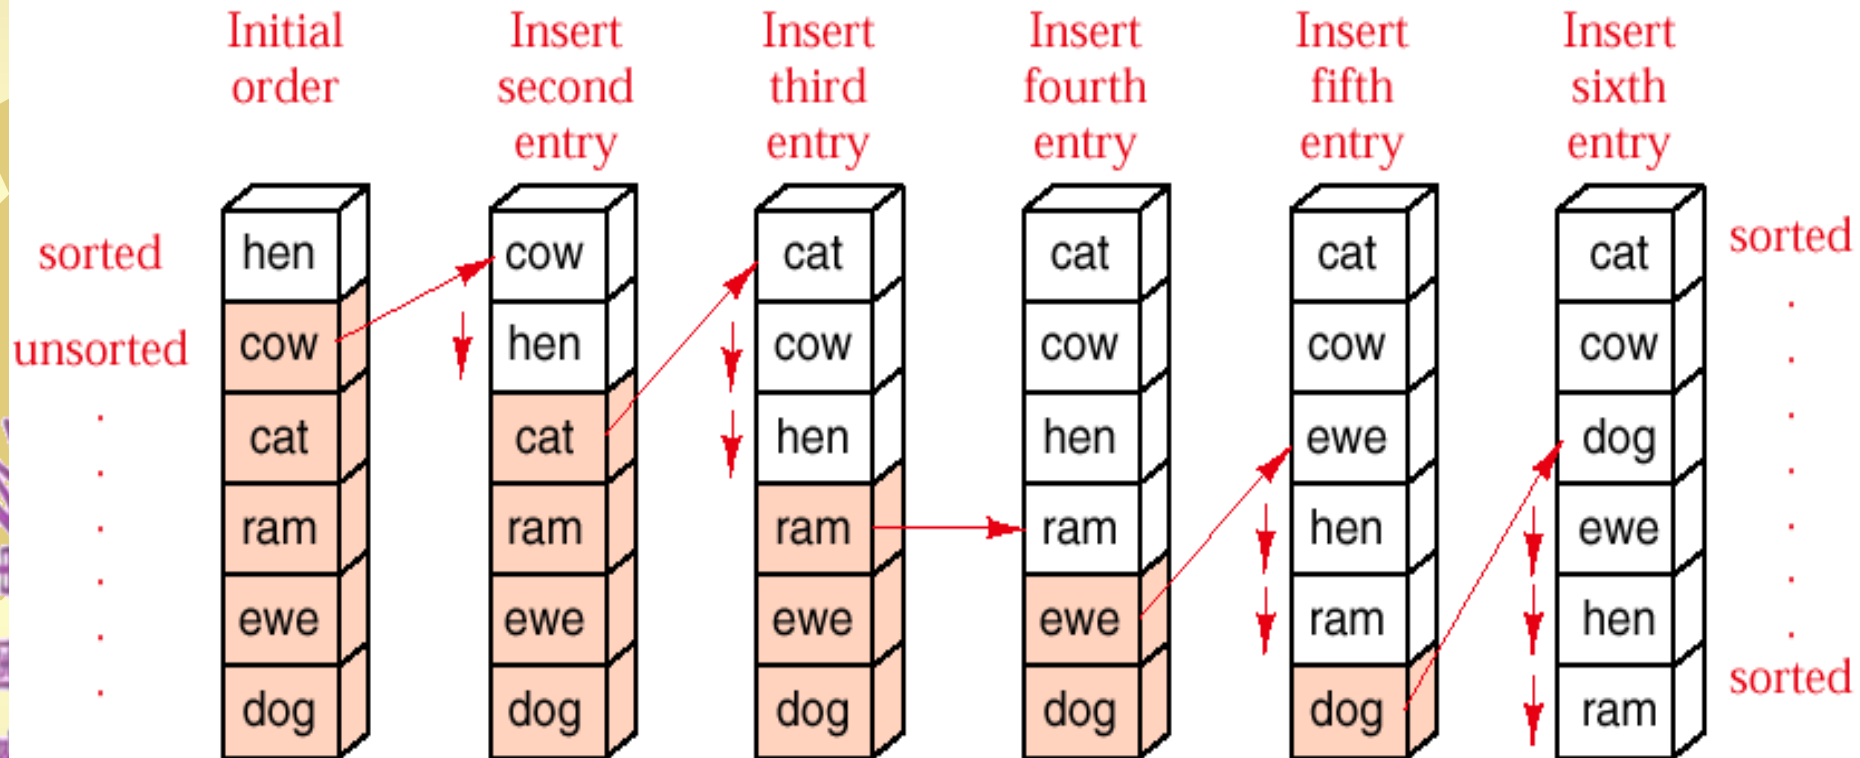 Initial order
Insert second entry
Insert third entry
Insert fourth entry
Insert fifth entry
Insert sixth entry
sorted
hen
cow
cat
cat
cat
cat
sorted
unsorted
cow
hen
cow
cow
cow
cow
cat
cat
hen
hen
ewe
dog
ram
ram
ram
ram
hen
ewe
ewe
ewe
ewe
ewe
ram
hen
sorted
dog
dog
dog
dog
dog
ram